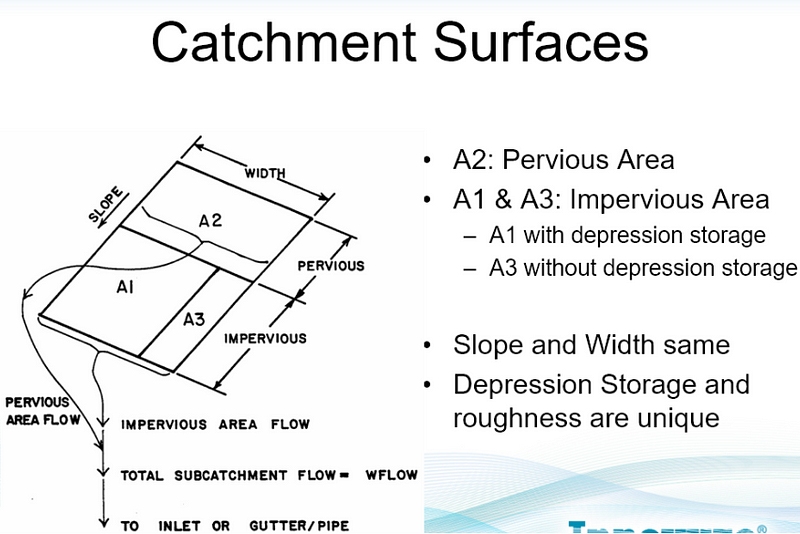 Catchment Surfaces
WIDTH
SLOPE
A2
PERVIOUS
A1
A3
IMPERVIOUS
PERVIOUS
AREA FLOW
IMPERVIOUS AREA FLOW
TOTAL SUBCATCHMENT FLOW= WFLOW
TO INLET OR GUTTER/PIPE
• A2: Pervious Area
• A1 & A3: Impervious Area
– A1 with depression storage
– A3 without depression storage
• Slope and Width same
• Depression Storage and
roughness are unique